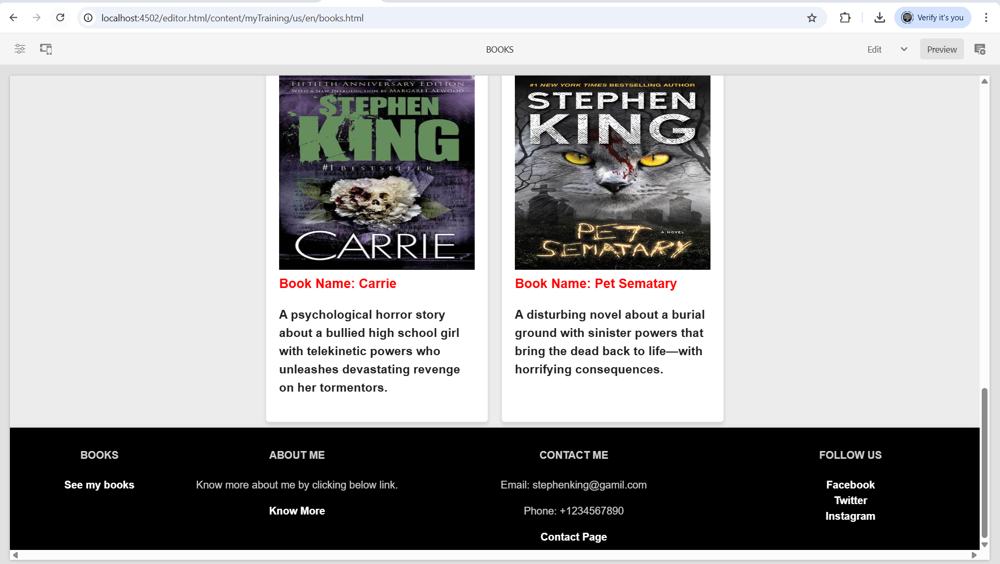 localhost:4502/editor.html/content/myTraining/us/en/books.html
Verify it's you
BOOKS
Edit
Preview
FIFTIETH ANNIVERSARY EDITION
WITH A NEW INTRODUCTION BY MARGARET ATWOOD
STEPHEN
KING
#1 BESTSELLER
CARRIE
Book Name: Carrie
A psychological horror story
about a bullied high school girl
with telekinetic powers who
unleashes devastating revenge
on her tormentors.
#1 NEW YORK TIMES BESTSELLING AUTHOR
STEPHEN
KING
PET
A NOVEL
SEMATARY
Book Name: Pet Sematary
A disturbing novel about a burial
ground with sinister powers that
bring the dead back to life—with
horrifying consequences.
BOOKS
See my books
ABOUT ME
Know more about me by clicking below link.
Know More
CONTACT ME
Email: stephenking@gamil.com
Phone: +1234567890
Contact Page
FOLLOW US
Facebook
Twitter
Instagram